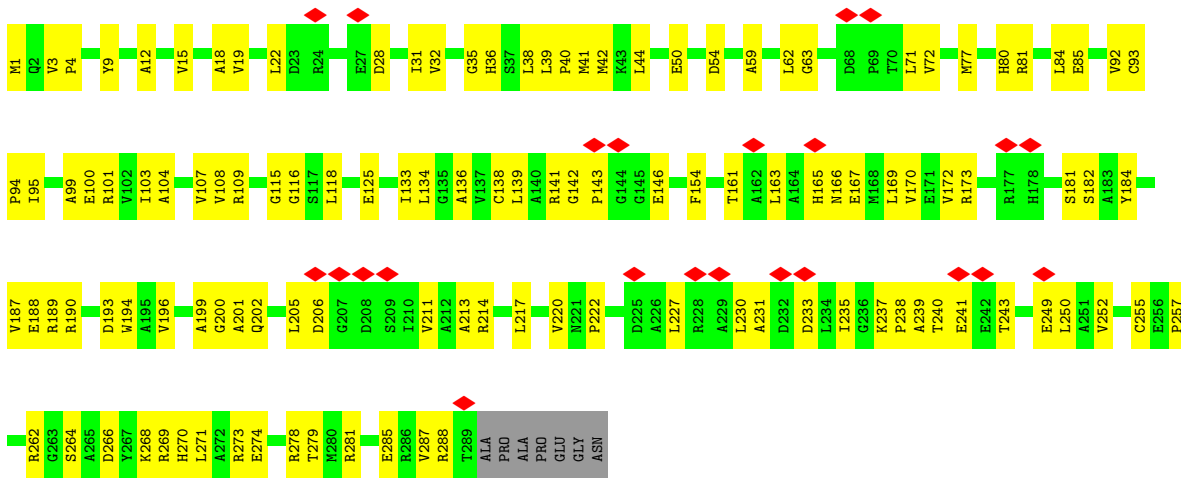 M1 Q2 V3 P4 Y9 A12 V15 A18 V19 L22 D23 R24 E27 D28 I31 V32 G35 H36 S37 L38 L39 P40 M41 M42 K43 L44 E50 D54 A59 L62 G63 D68 P69 T70 L71 V72 M77 H80 R81 L84 E85 V92 C93
P94 I95 A99 E100 R101 V102 I103 A104 V107 V108 R109 G115 G116 S117 L118 E125 I133 L134 G135 A136 V137 C138 L139 A140 R141 G142 P143 G144 G145 E146 F154 T161 A162 L163 A164 H165 N166 E167 M168 L169 V170 E171 V172 R173 R177 H178 S181 S182 A183 Y184
V187 E188 R189 R190 D193 W194 A195 V196 A199 G200 A201 Q202 L205 D206 G207 D208 S209 I210 V211 A212 A213 R214 L217 V220 N221 P222 D225 A226 L227 R228 A229 L230 A231 D232 D233 L234 I235 G236 K237 P238 A239 T240 E241 E242 T243 E249 L250 A251 V252 C255 E256 P257
R262 G263 S264 A265 D266 Y267 K268 R269 H270 L271 A272 R273 E274 R278 T279 M280 R281 E285 R286 V287 R288 T289 ALA PRO ALA PRO GLU GLY ASN